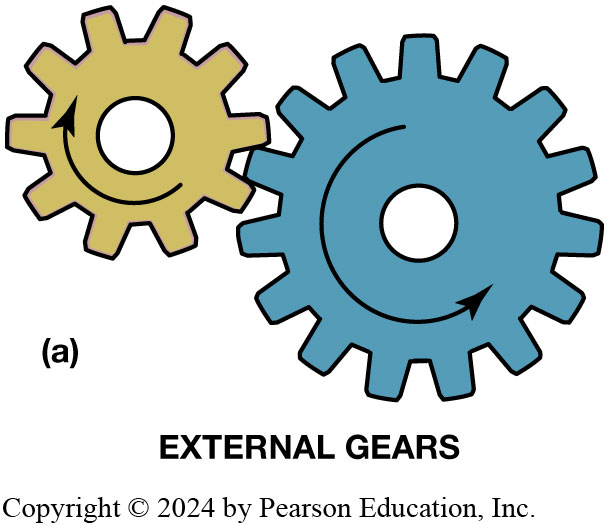 (a)
EXTERNAL GEARS
Copyright © 2024 by Pearson Education, Inc.